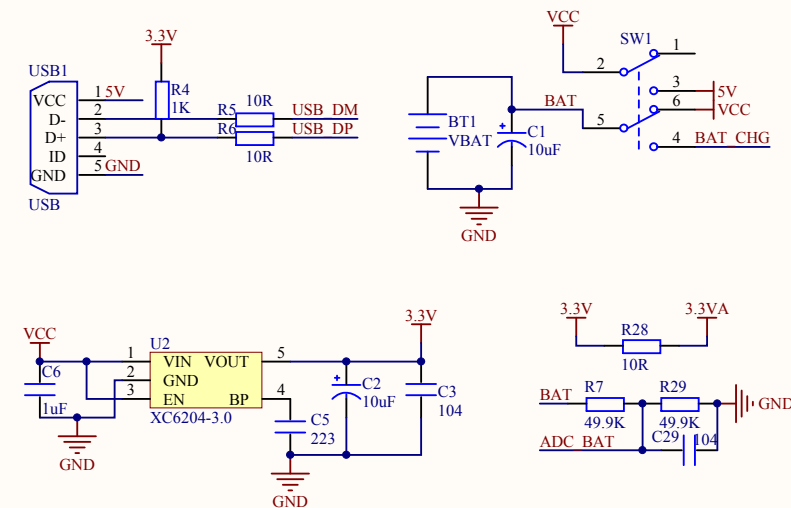 3.3V
USB1
VCC 1 5V
D- 2
D+ 3
ID 4
GND 5 GND
USB
R4
1K
R5 10R USB_DM
R6 10R USB_DP
VCC
SW1
1
2
3 5V
6 VCC
BAT
5
4 BAT_CHG
BT1
VBAT
C1
10uF
GND
VCC
C6
1uF
GND
U2
1 VIN VOUT 5
2 GND
3 EN BP 4
XC6204-3.0
C5
223
C2
10uF
3.3V
C3
104
GND
3.3V
3.3VA
R28
10R
BAT
R7
49.9K
R29
49.9K
GND
ADC_BAT
C29 104